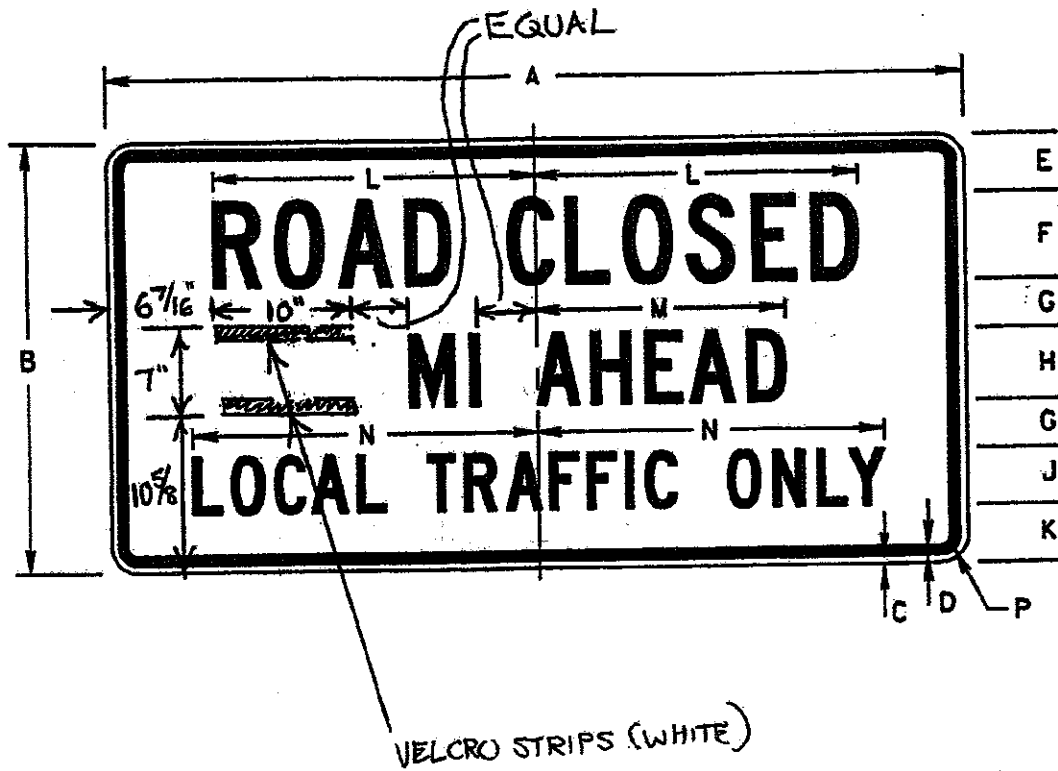 EQUAL
A
E
L L
ROAD CLOSED
F
6 7/16" 10" M
G
B
7"
MI AHEAD
H
N N
G
10 5/8
LOCAL TRAFFIC ONLY
J
K
C D P
VELCRO STRIPS (WHITE)